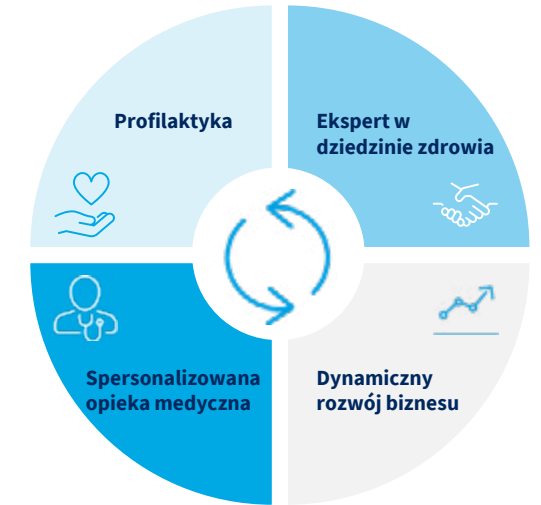 Profilaktyka
Ekspert w
dziedzinie zdrowia
Spersonalizowana
opieka medyczna
Dynamiczny
rozwój biznesu